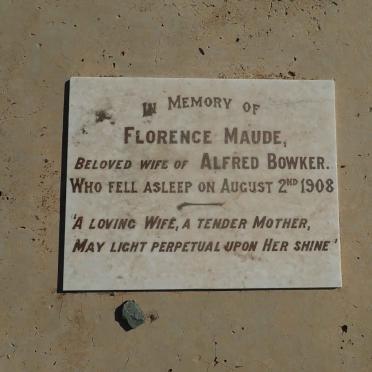 In Memory of
Florence Maude,
Beloved wife of Alfred Bowker.
Who fell asleep on August 2nd 1908
'A loving Wife, a tender Mother,
May light perpetual upon Her shine'